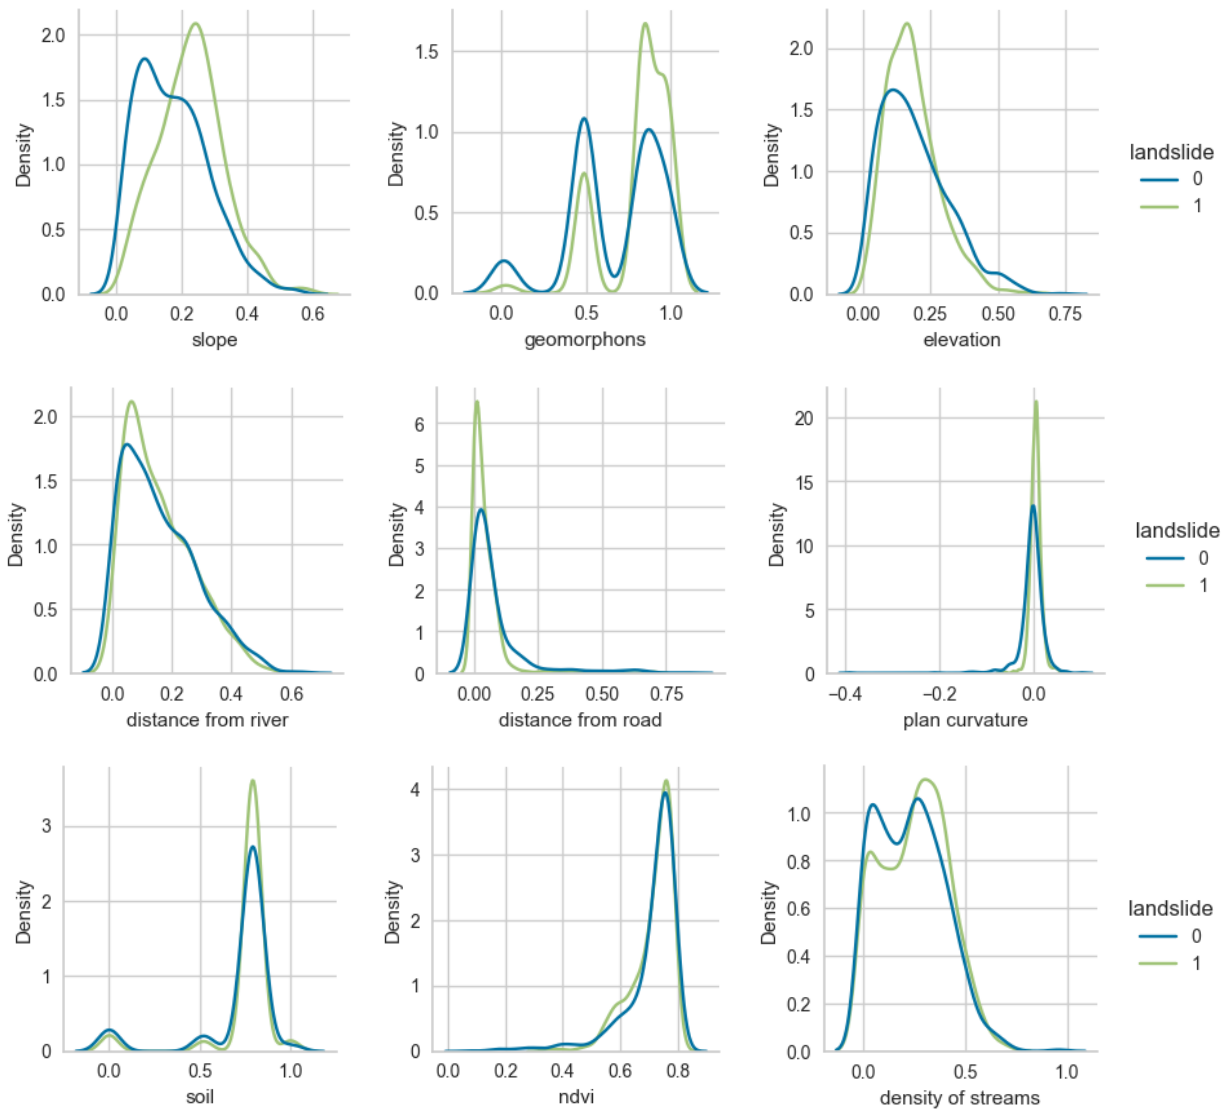 2.0
1.5
1.0
0.5
0.0
Density
0.0 0.2 0.4 0.6
slope
1.5
1.0
0.5
0.0
Density
0.0 0.5 1.0
geomorphons
2.0
1.5
1.0
0.5
0.0
Density
0.00 0.25 0.50 0.75
elevation
landslide
0
1
2.0
1.5
1.0
0.5
0.0
Density
0.0 0.2 0.4 0.6
distance from river
6
5
4
3
2
1
0
Density
0.00 0.25 0.50 0.75
distance from road
20
15
10
5
0
Density
−0.4 −0.2 0.0
plan curvature
landslide
0
1
3
2
1
0
Density
0.0 0.5 1.0
soil
4
3
2
1
0
Density
0.0 0.2 0.4 0.6 0.8
ndvi
1.0
0.8
0.6
0.4
0.2
0.0
Density
0.0 0.5 1.0
density of streams
landslide
0
1